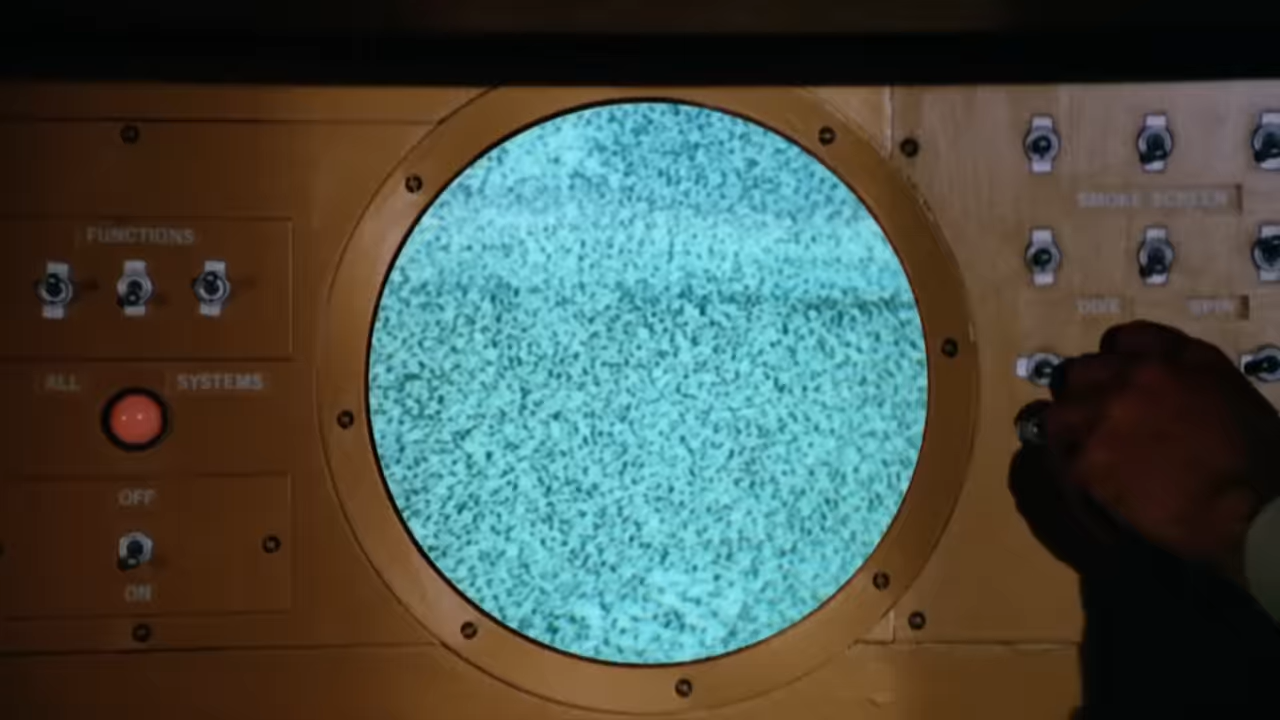 FUNCTIONS
SMOKE SCREEN
DIVE SPIN
ALL SYSTEMS
OFF
ON